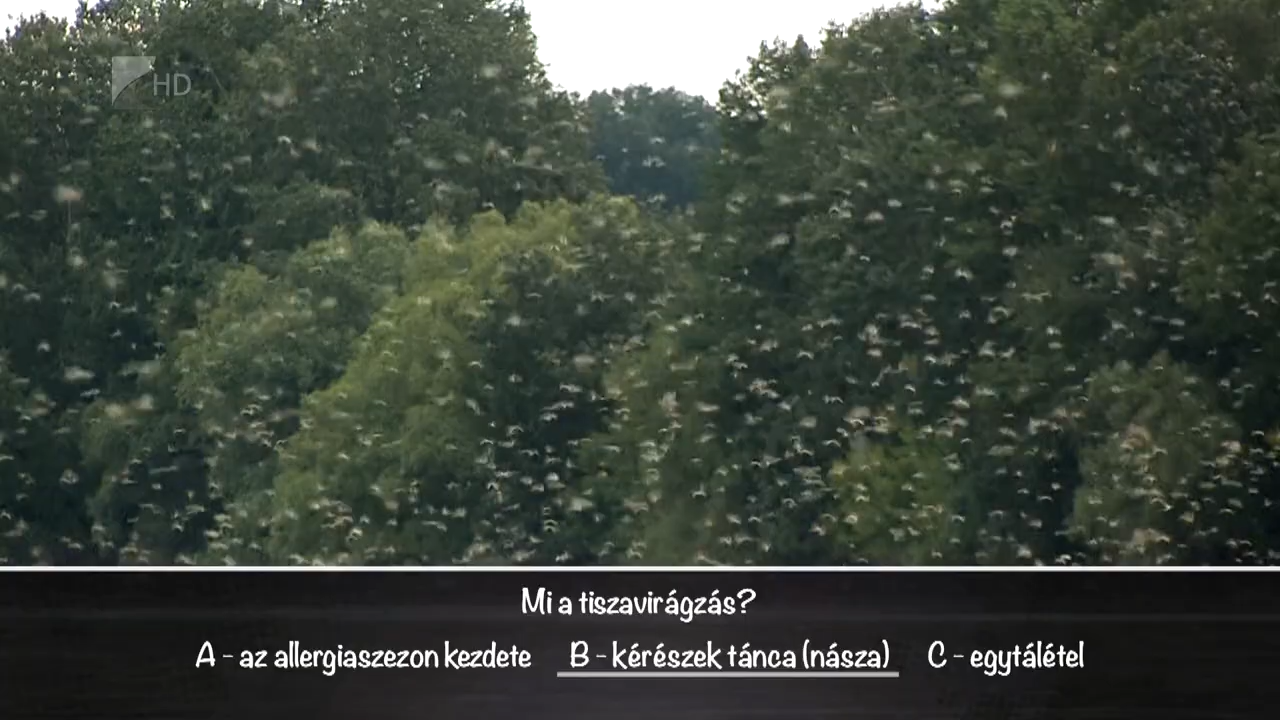 HD
Mi a tiszavirágzás?
A - az allergiaszezon kezdete B - kérészek tánca (násza) C - egytálétel